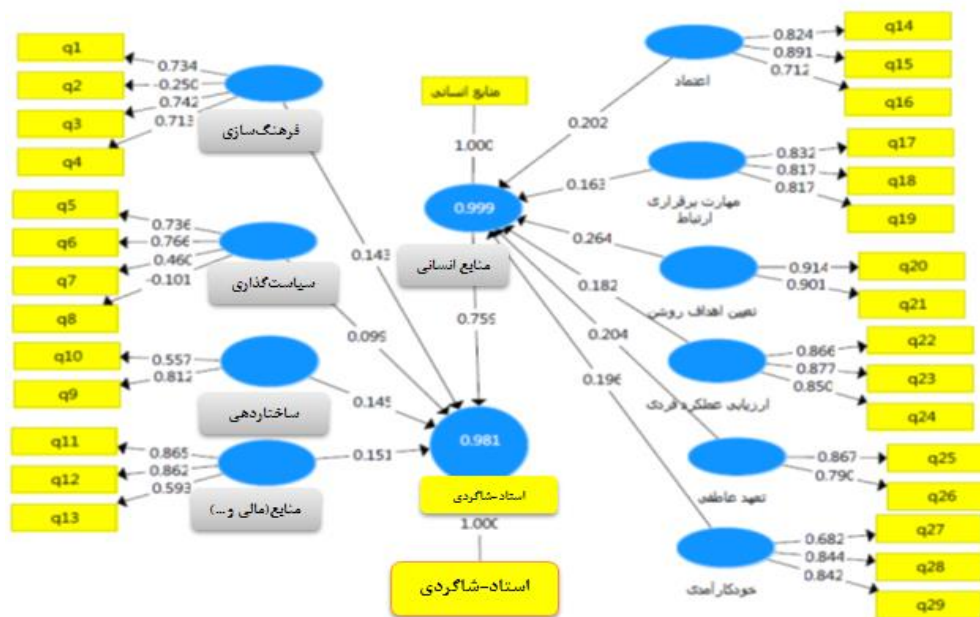 q1
q2
q3
q4
0.734
-0.250
0.742
0.713
فرهنگ‌سازی
0.143
q5
q6
q7
q8
0.736
0.766
0.460
-0.101
سیاست‌گذاری
0.099
q10
q9
0.557
0.812
ساختاردهی
0.145
q11
q12
q13
0.865
0.862
0.593
منابع(مالی و...)
0.151
منابع انسانی
1.000
0.999
منابع انسانی
0.759
0.981
استاد-شاگردی
1.000
استاد-شاگردی
q14
q15
q16
0.824
0.891
0.712
اعتماد
0.202
q17
q18
q19
0.832
0.817
0.817
مهارت برقراری
ارتباط
0.163
q20
q21
0.914
0.901
تعیین اهداف روشن
0.264
q22
q23
q24
0.866
0.877
0.850
ارزیابی عملکرد فردی
0.182
q25
q26
0.867
0.790
تعهد عاطفی
0.204
q27
q28
q29
0.682
0.844
0.842
خودکارآمدی
0.196